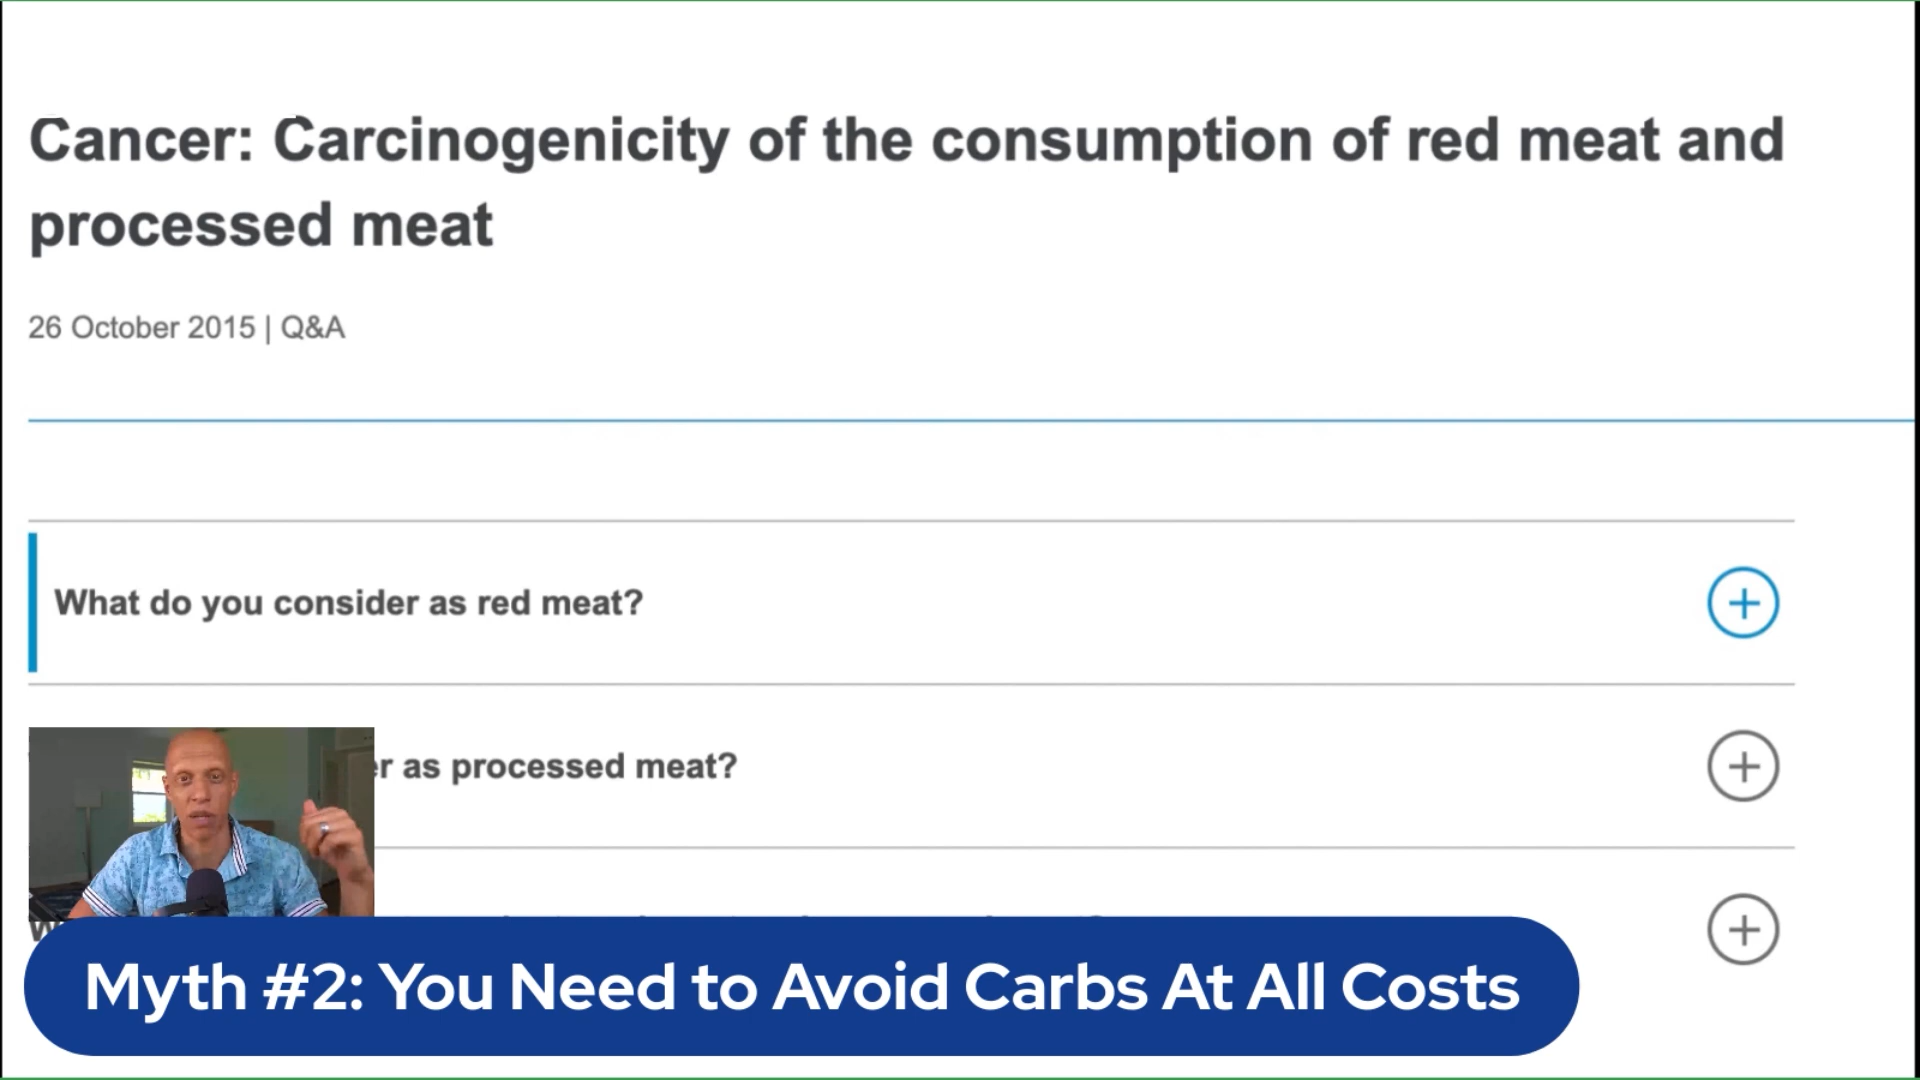 Cancer: Carcinogenicity of the consumption of red meat and
processed meat
26 October 2015 | Q&A
What do you consider as red meat?
as processed meat?
Myth #2: You Need to Avoid Carbs At All Costs